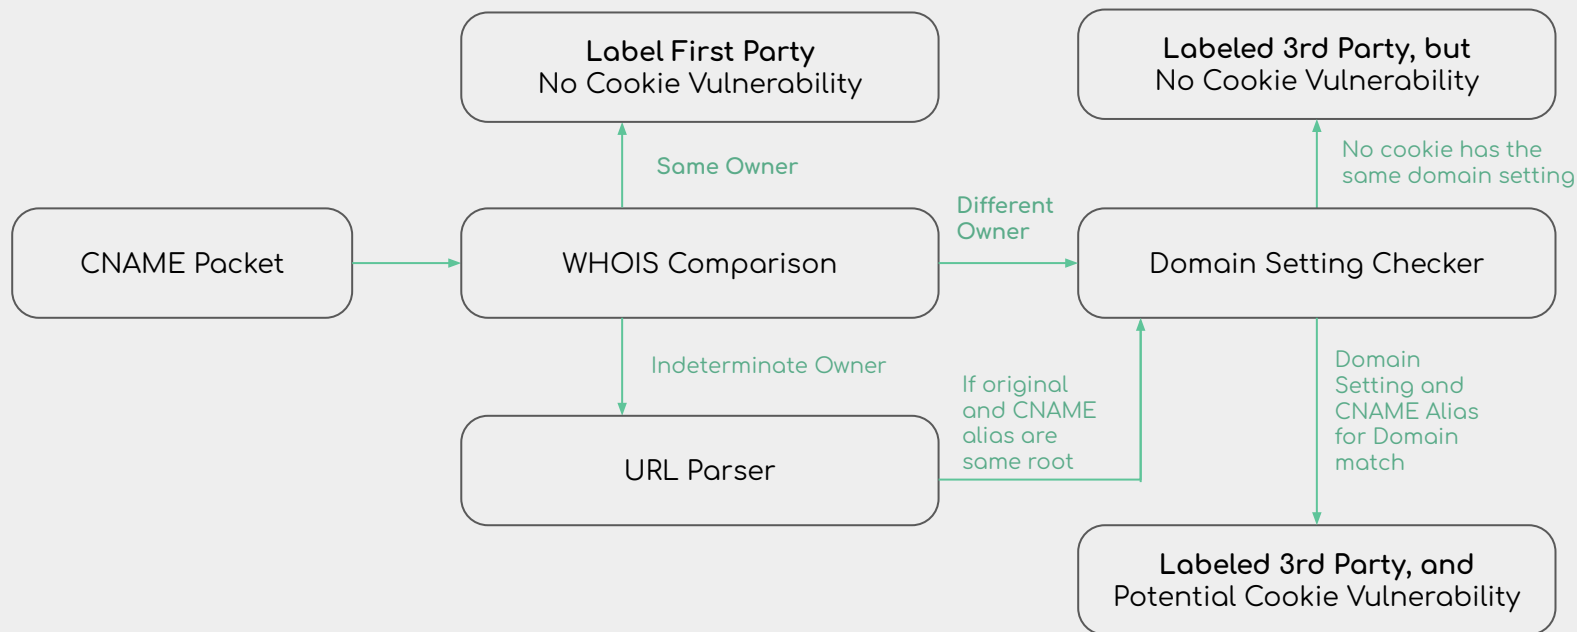 Label First Party
No Cookie Vulnerability
Labeled 3rd Party, but
No Cookie Vulnerability
Same Owner
No cookie has the
same domain setting
Different
Owner
CNAME Packet
WHOIS Comparison
Domain Setting Checker
Indeterminate Owner
If original
and CNAME
alias are
same root
Domain
Setting and
CNAME Alias
for Domain
match
URL Parser
Labeled 3rd Party, and
Potential Cookie Vulnerability